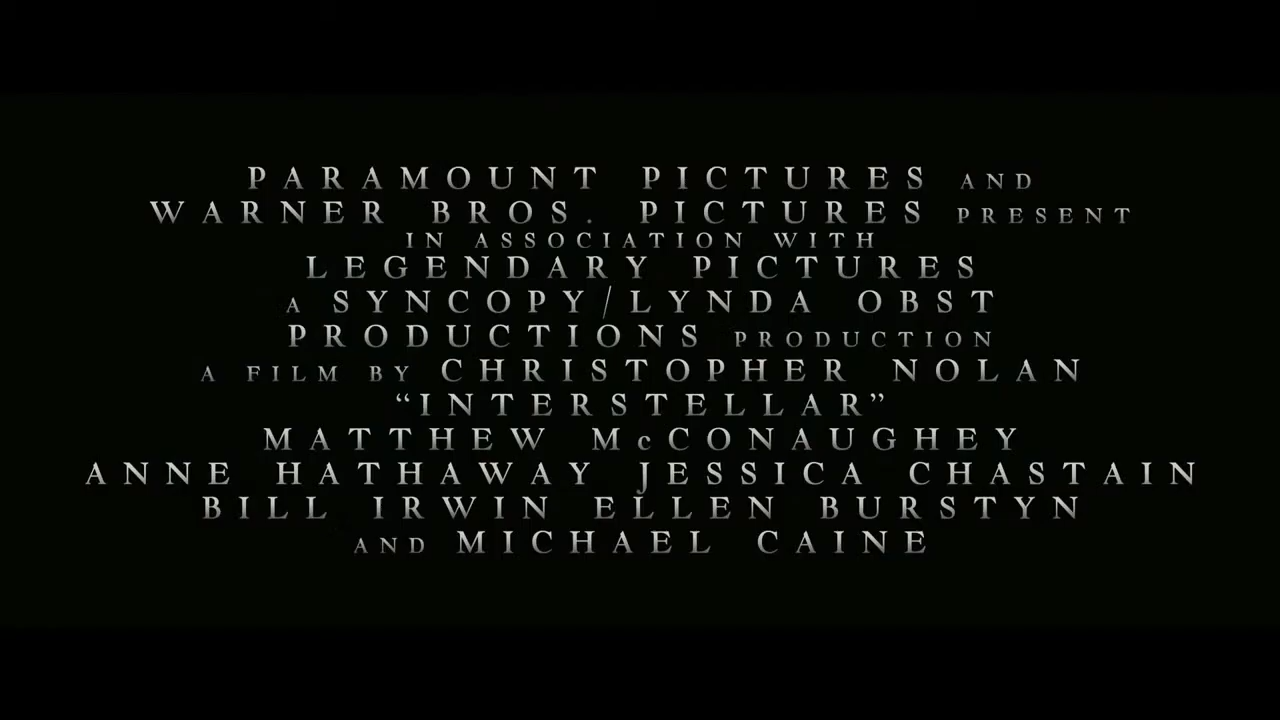 PARAMOUNT PICTURES AND
WARNER BROS. PICTURES PRESENT
IN ASSOCIATION WITH
LEGENDARY PICTURES
A SYNCOPY/LYNDA OBST
PRODUCTIONS PRODUCTION
A FILM BY CHRISTOPHER NOLAN
“INTERSTELLAR”
MATTHEW McCONAUGHEY
ANNE HATHAWAY JESSICA CHASTAIN
BILL IRWIN ELLEN BURSTYN
AND MICHAEL CAINE